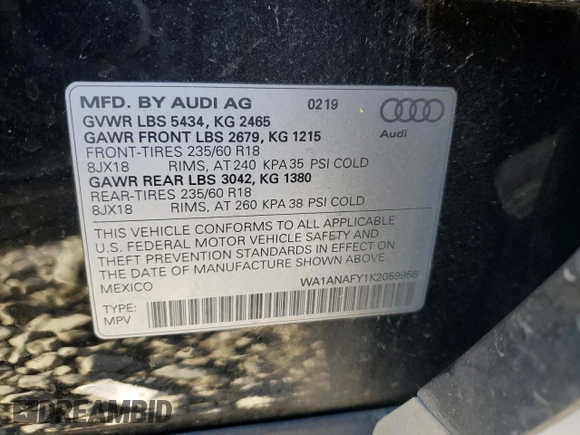 MFD. BY AUDI AG 0219
GVWR LBS 5434, KG 2465
GAWR FRONT LBS 2679, KG 1215
FRONT-TIRES 235/60 R18
8JX18 RIMS, AT 240 KPA 35 PSI COLD
GAWR REAR LBS 3042, KG 1380
REAR-TIRES 235/60 R18
8JX18 RIMS, AT 260 KPA 38 PSI COLD
Audi
THIS VEHICLE CONFORMS TO ALL APPLICABLE
U.S. FEDERAL MOTOR VEHICLE SAFETY AND
THEFT PREVENTION STANDARDS IN EFFECT ON
THE DATE OF MANUFACTURE SHOWN ABOVE.
MEXICO WA1ANAFY1K2059956
TYPE:
MPV
DREAMBID